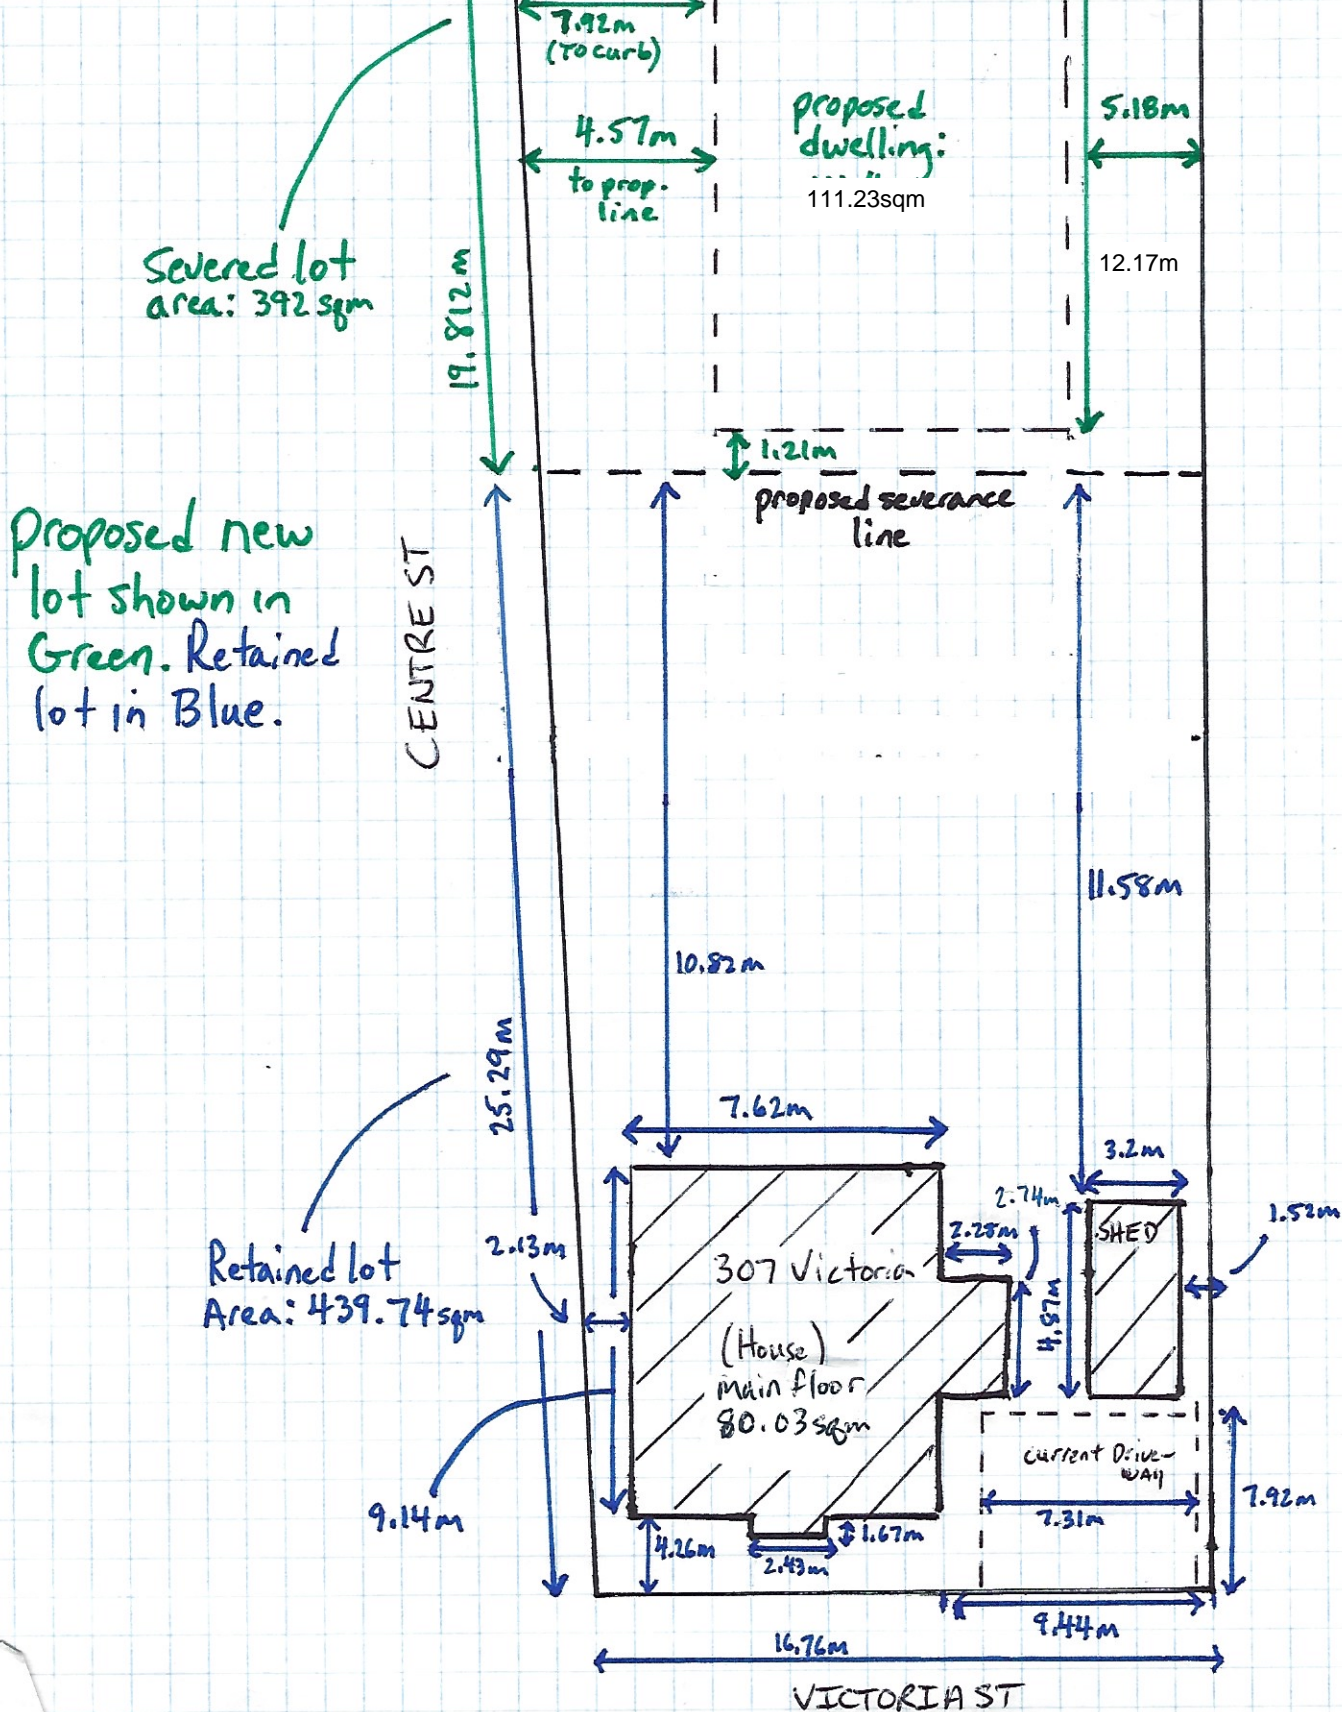 7.92m
(To curb)
4.57m
to prop.
line
proposed
dwelling:
111.23sqm
5.18m
12.17m
Severed lot
area: 392 sqm
19.812m
1.21m
proposed severance
line
Proposed new
lot shown in
Green. Retained
lot in Blue.
CENTRE ST
11.58m
10.82m
25.29m
7.62m
3.2m
2.74m
2.28m
SHED
1.52m
2.13m
Retained lot
Area: 439.74sqm
307 Victoria
(House)
main floor
80.03sqm
4.87m
current Drive-
way
7.31m
7.92m
9.14m
4.26m
2.43m
1.67m
9.44m
16.76m
VICTORIA ST